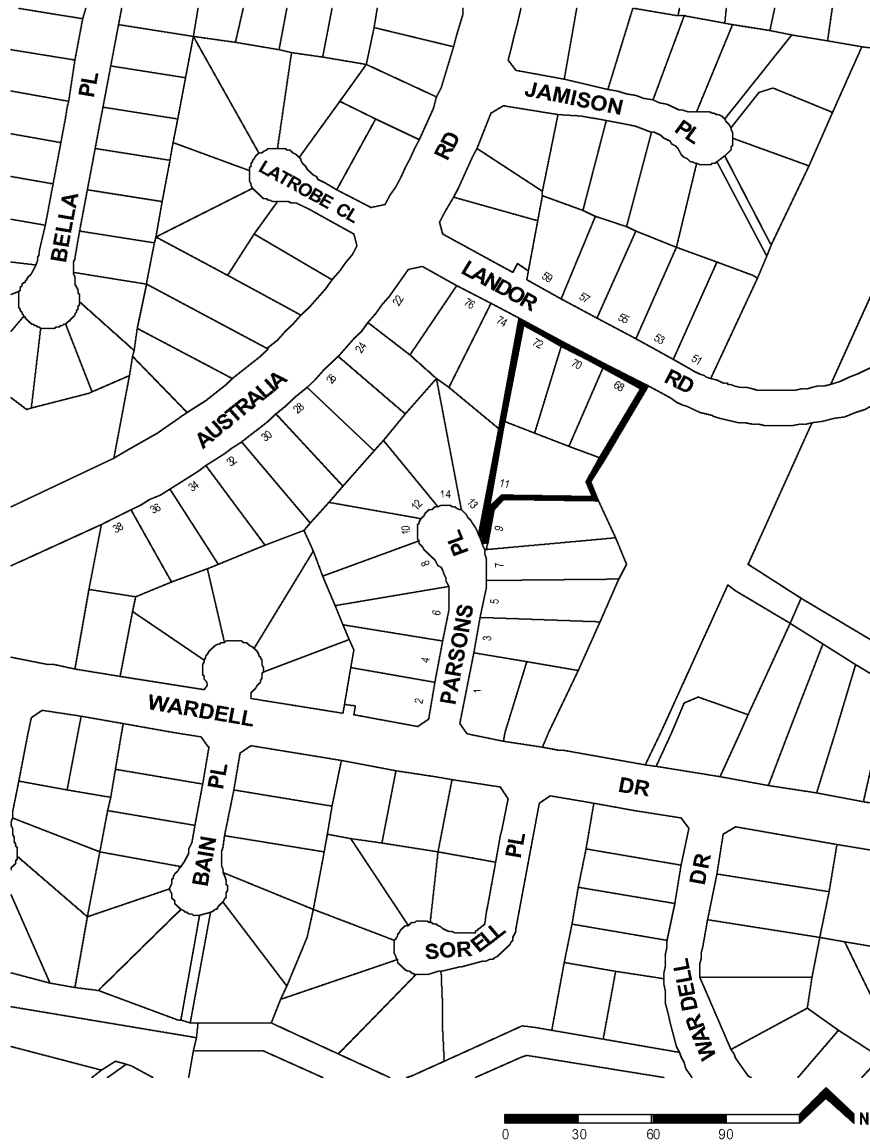 BELLA PL
JAMISON PL
RD
LATROBE CL
LANDOR RD
59
57
55
53
51
22
76
74
72
70
68
24
26
28
30
32
34
36
38
AUSTRALIA
11
14
13
12
10
9
8
7
6
5
4
3
2
1
PARSONS PL
WARDELL DR
BAIN PL
SORELL PL
WARDELL DR
0 30 60 90
N